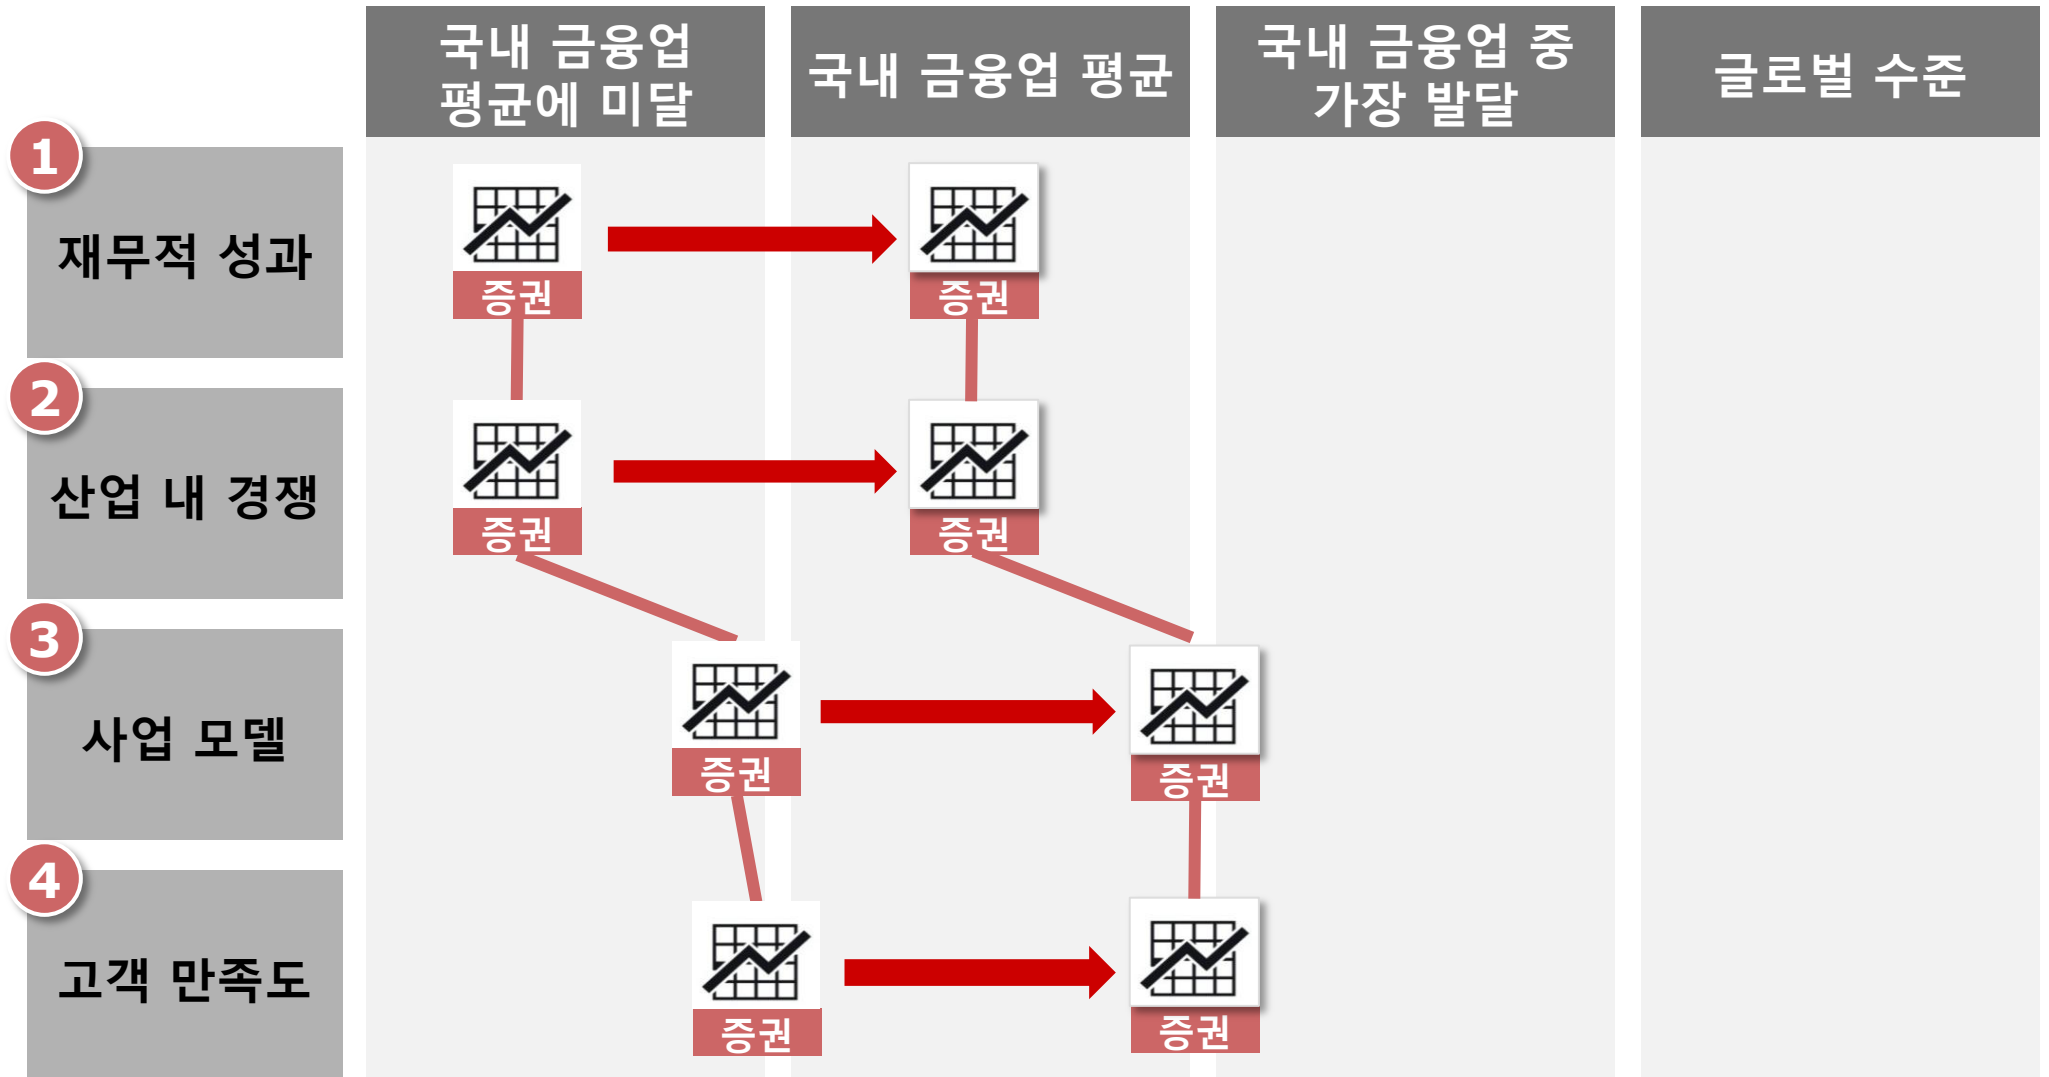 국내 금융업
평균에 미달
국내 금융업 평균
국내 금융업 중
가장 발달
글로벌 수준
1
재무적 성과
증권
증권
2
산업 내 경쟁
증권
증권
3
사업 모델
증권
증권
4
고객 만족도
증권
증권